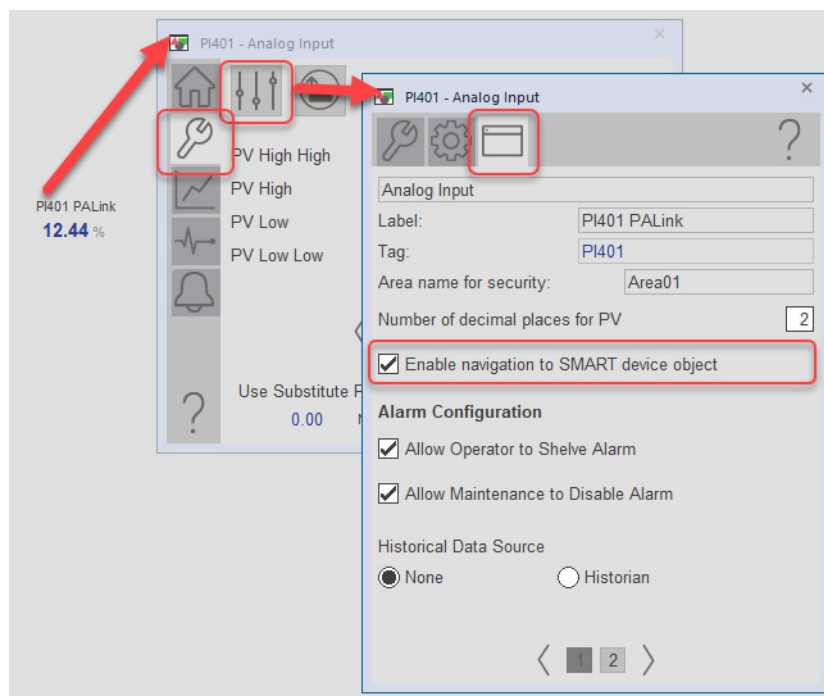 PI401 - Analog Input
PI401 PALink
12.44 %
PV High High
PV High
PV Low
PV Low Low
Use Substitute
0.00
?
PI401 - Analog Input
?
Analog Input
Label: PI401 PALink
Tag: PI401
Area name for security: Area01
Number of decimal places for PV 2
Enable navigation to SMART device object
Alarm Configuration
Allow Operator to Shelve Alarm
Allow Maintenance to Disable Alarm
Historical Data Source
None Historian
1 2